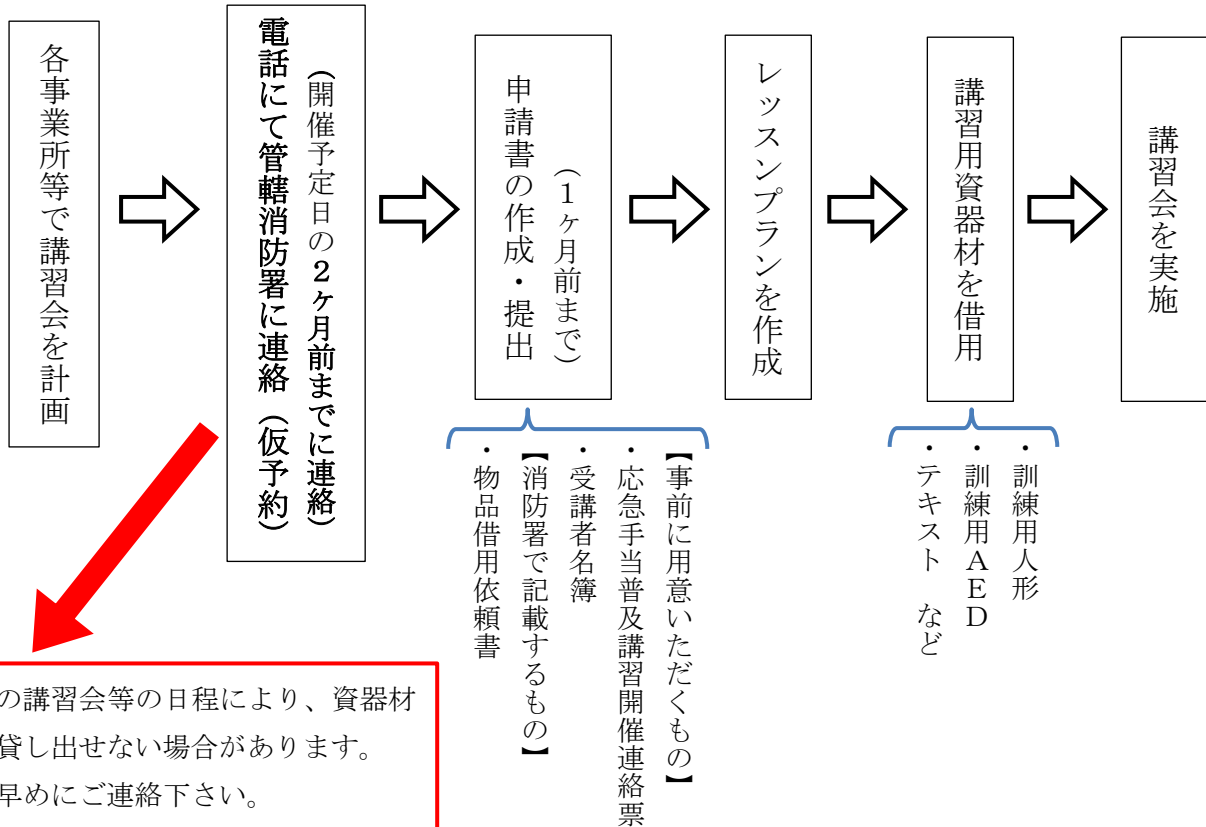 各事業所等で講習会を計画
（開催予定日の２ヶ月前までに連絡）
電話にて管轄消防署に連絡（仮予約）
（１ヶ月前まで）
申請書の作成・提出
レッスンプランを作成
講習用資器材を借用
講習会を実施
【事前に用意いただくもの】
・応急手当普及講習開催連絡票
・受講者名簿
【消防署で記載するもの】
・物品借用依頼書
・訓練用人形
・訓練用ＡＥＤ
・テキスト　など
の講習会等の日程により、資器材
貸し出せない場合があります。
早めにご連絡下さい。